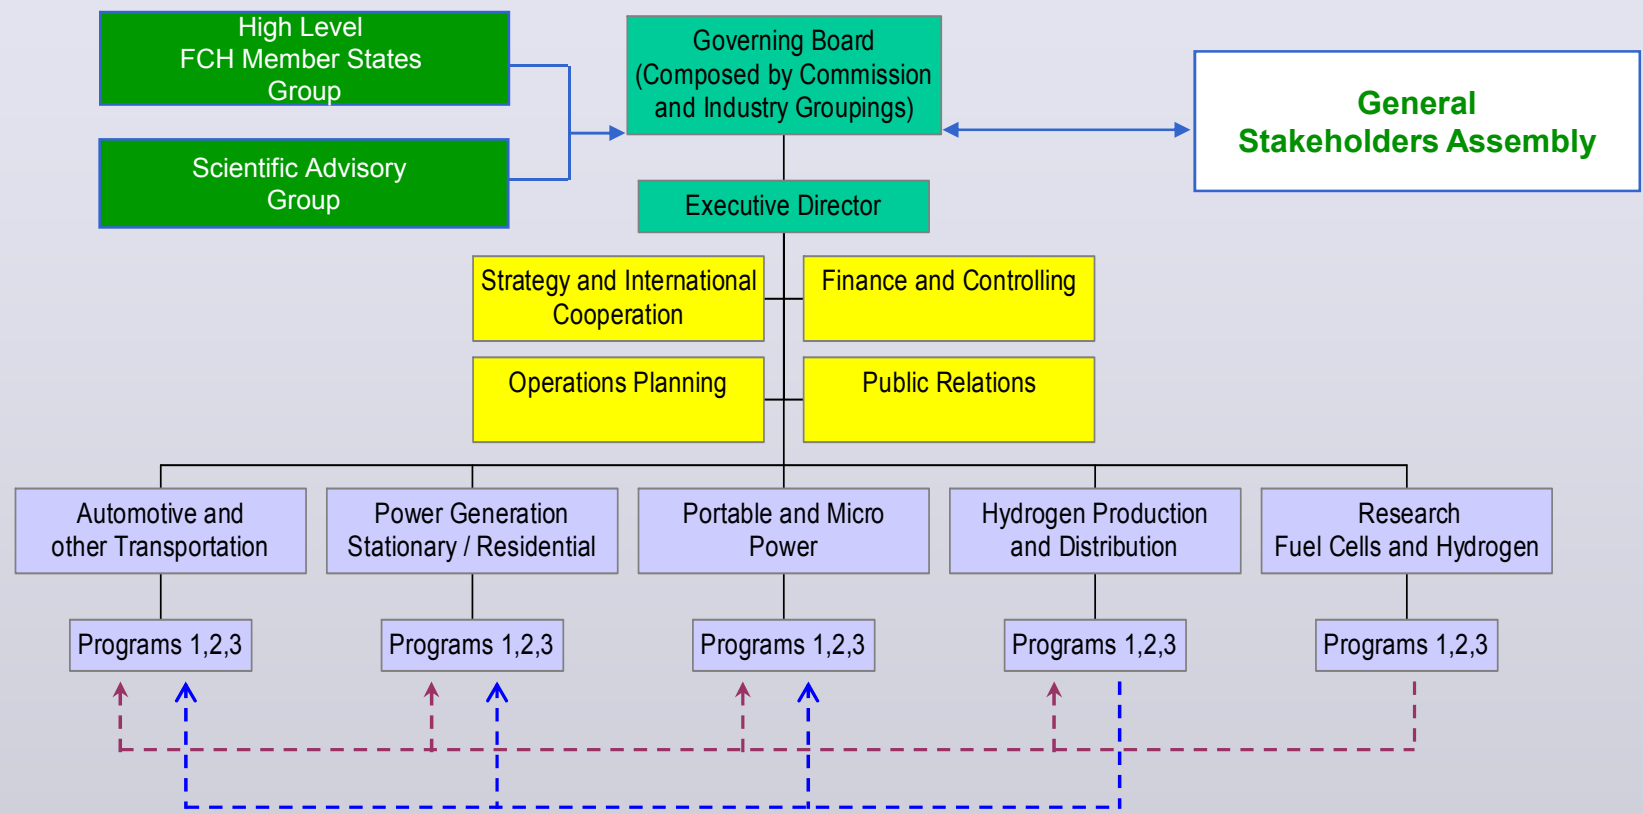 High Level
FCH Member States
Group
Governing Board
(Composed by Commission
and Industry Groupings)
General
Stakeholders Assembly
Scientific Advisory
Group
Executive Director
Strategy and International
Cooperation
Finance and Controlling
Operations Planning
Public Relations
Automotive and
other Transportation
Power Generation
Stationary / Residential
Portable and Micro
Power
Hydrogen Production
and Distribution
Research
Fuel Cells and Hydrogen
Programs 1,2,3
Programs 1,2,3
Programs 1,2,3
Programs 1,2,3
Programs 1,2,3